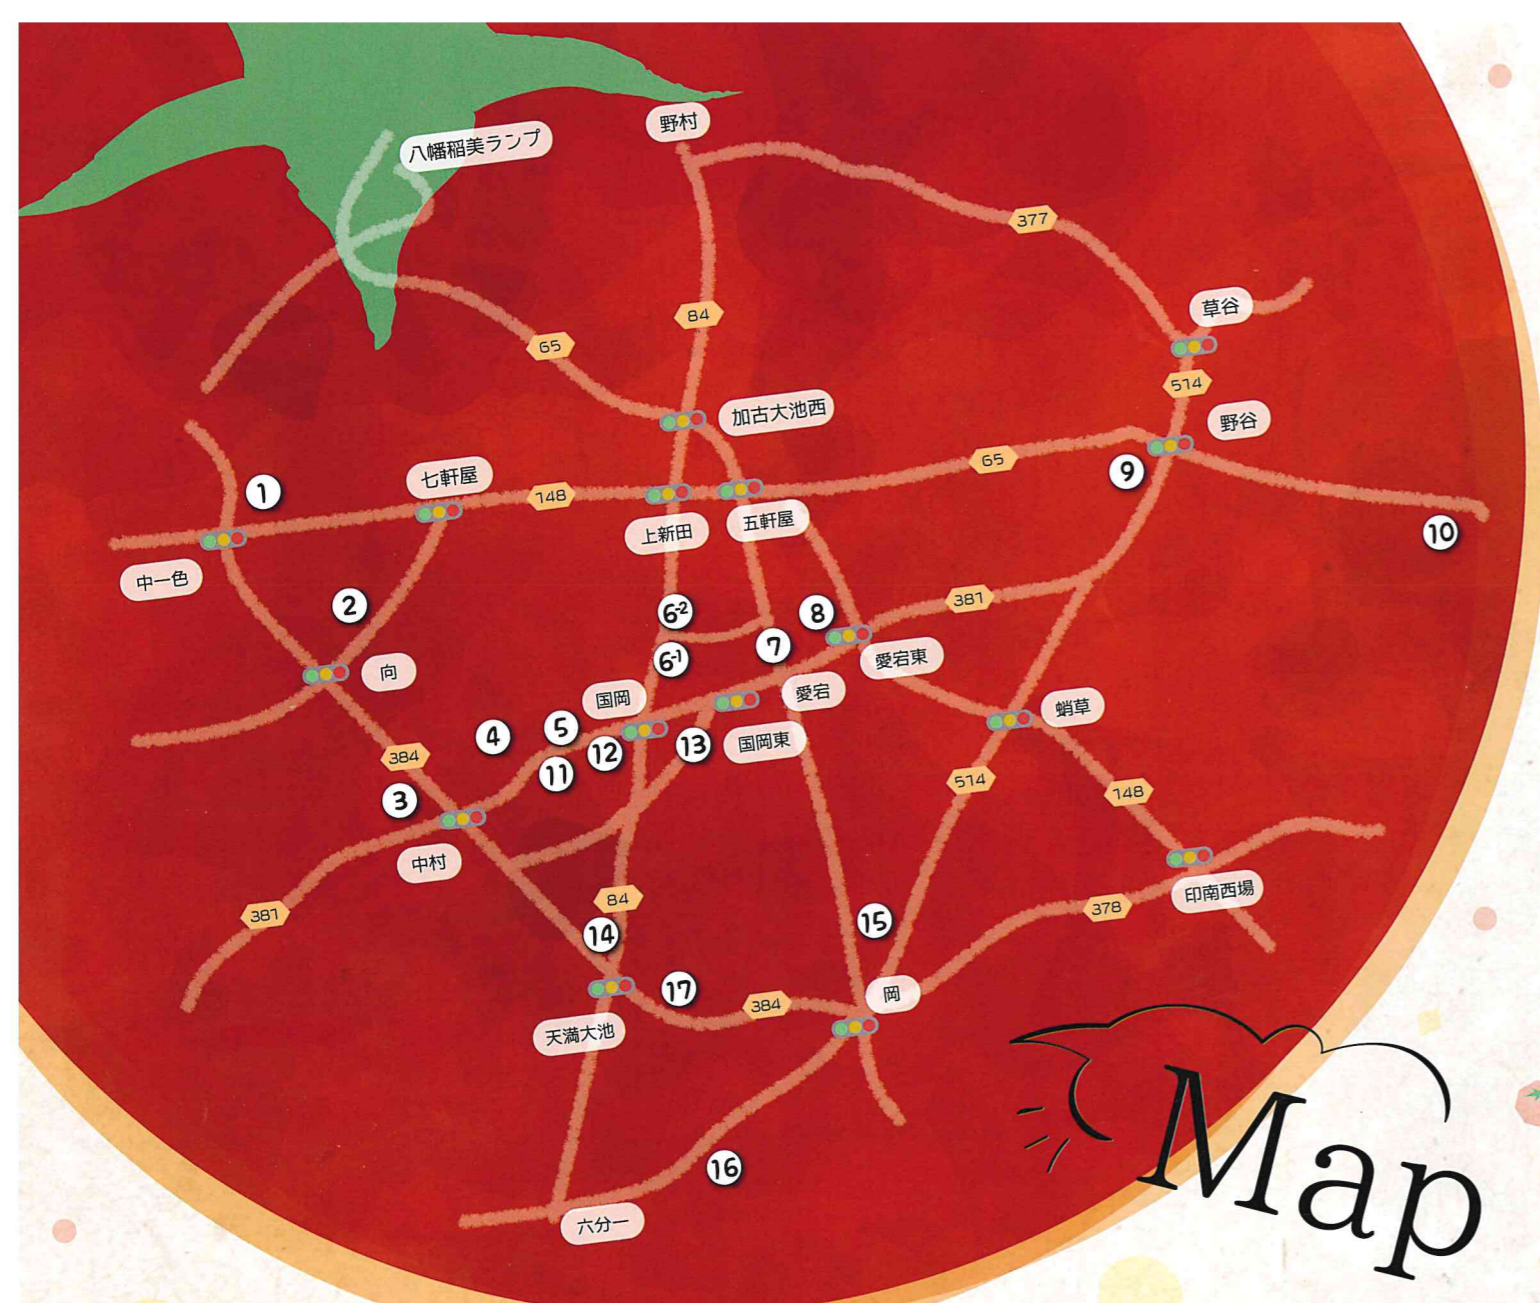 野村
八幡稲美ランプ
377
草谷
84
65
514
加古大池西
野谷
65
9
七軒屋
1
148
上新田
五軒屋
10
中一色
2
6-2
8
381
7
6-1
愛宕東
向
国岡
愛宕
蛸草
4
5
12
13
国岡東
384
11
514
148
3
中村
印南西場
84
378
381
14
15
17
岡
384
天満大池
Map
16
六分一